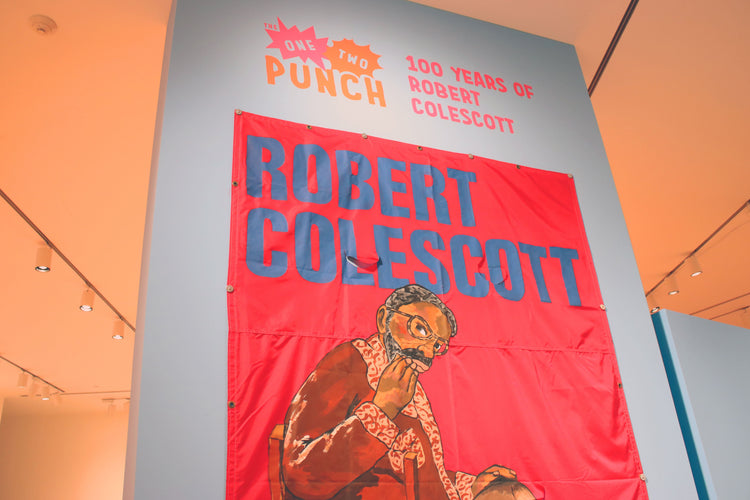 THE
ONE
TWO
PUNCH
100 YEARS OF
ROBERT
COLESCOTT
ROBERT
COLESCOTT